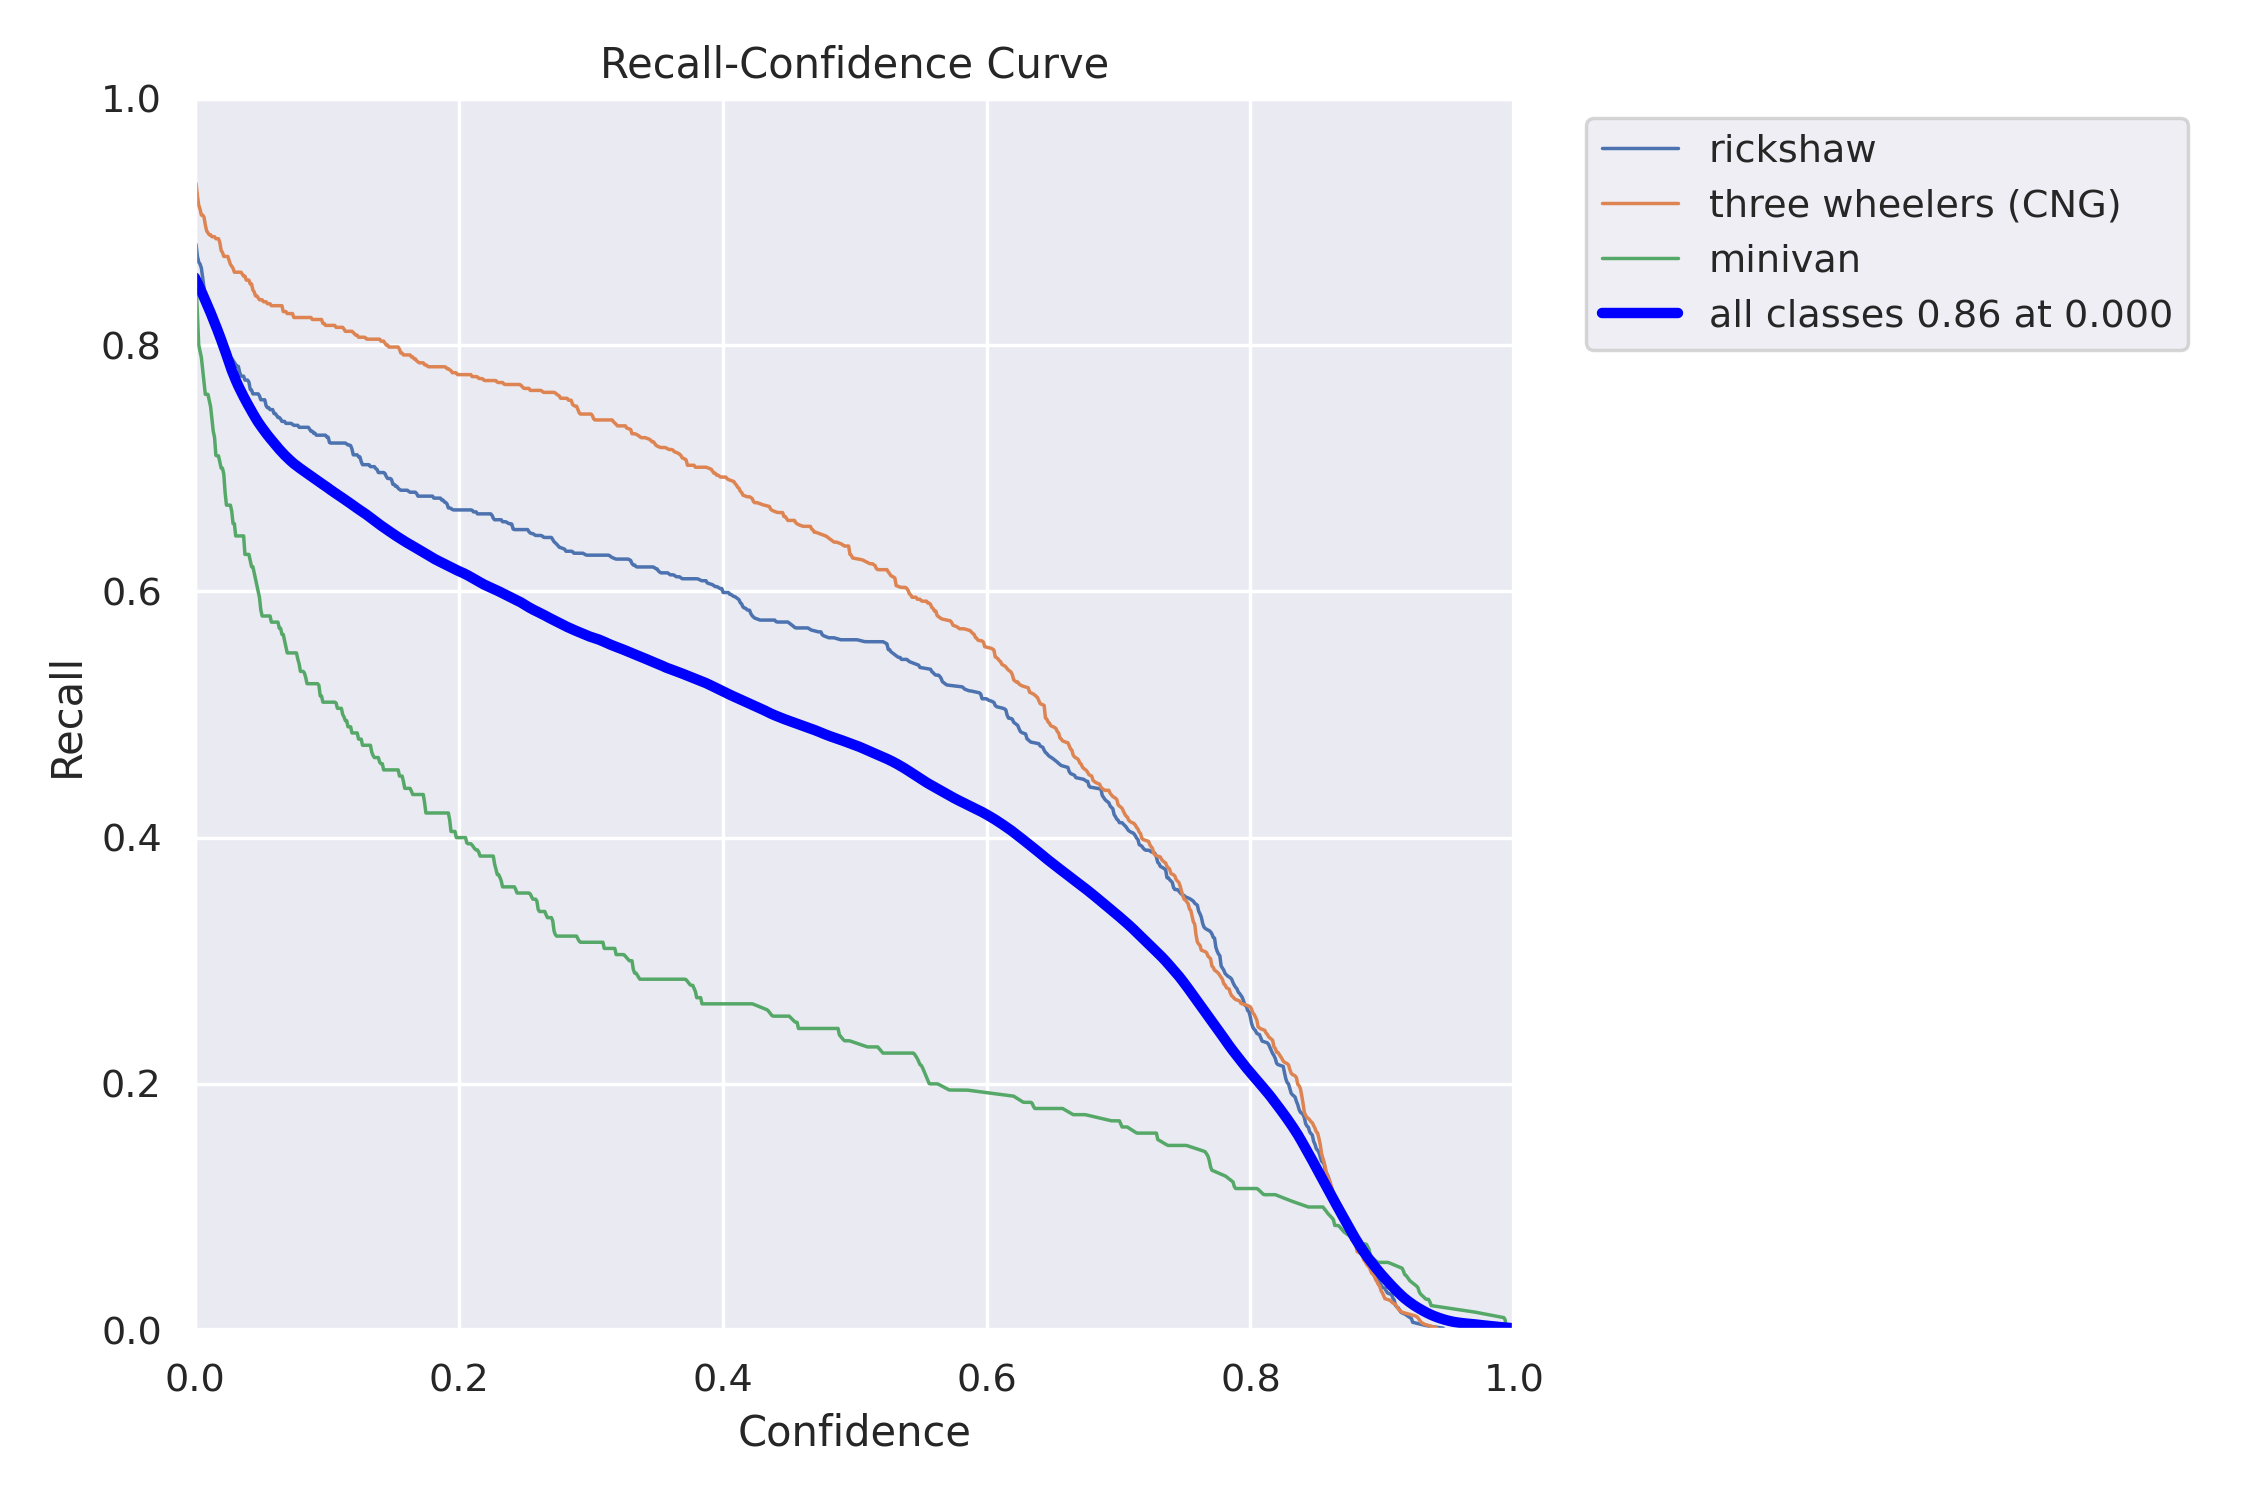 Recall-Confidence Curve
1.0
0.8
0.6
0.4
0.2
0.0
Recall
0.0 0.2 0.4 0.6 0.8 1.0
Confidence
rickshaw
three wheelers (CNG)
minivan
all classes 0.86 at 0.000